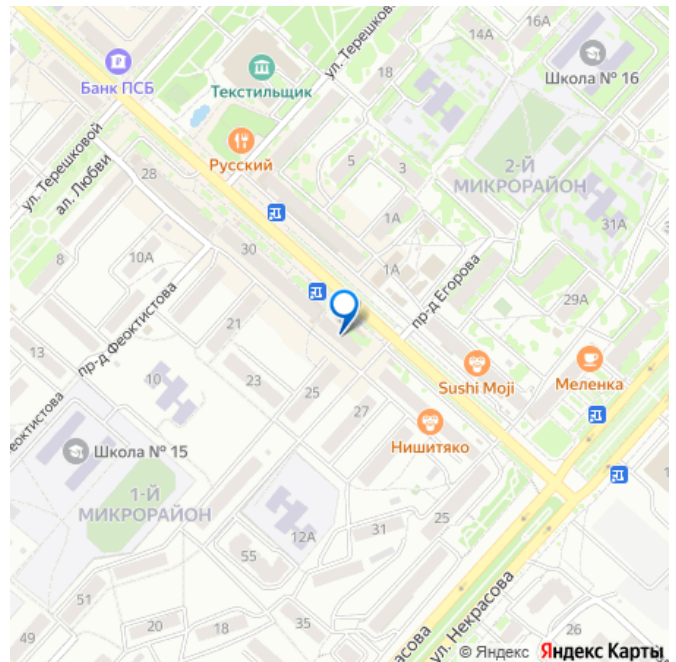 14А
16А
ул. Терешково
Школа № 16
Банк ПСБ
Текстильщик
18
Русский
5
3
2-Й
МИКРОРАЙОН
ул. Терешковой
ал. Любви
28
1А
31А
8
10А
30
1А
пр-д Егорова
29А
пр-д Феоктистова
21
13
10
23
25
27
Sushi Moji
Меленка
Нишитяко
еоктистова
Школа № 15
1-Й
МИКРОРАЙОН
12А
31
25
55
51
20
18
35
49
26
ул. Некрасова
асова
© Яндекс Яндекс Карты